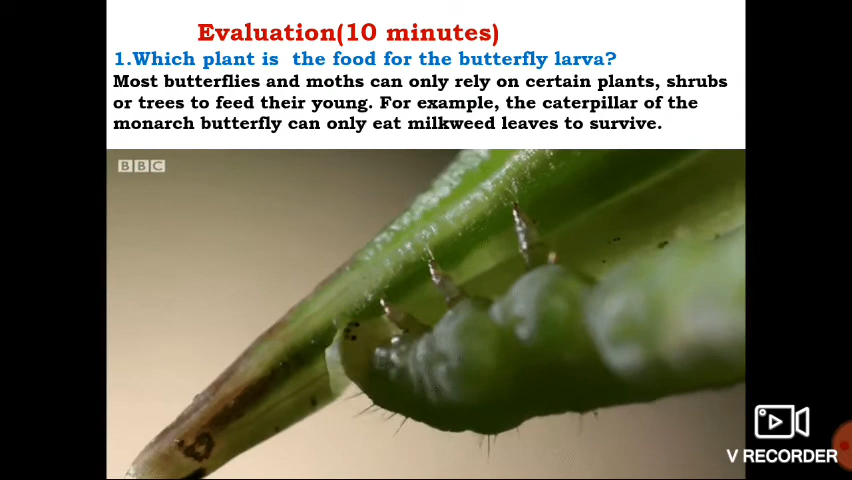 Evaluation(10 minutes)
1.Which plant is  the food for the butterfly larva?
Most butterflies and moths can only rely on certain plants, shrubs
or trees to feed their young. For example, the caterpillar of the
monarch butterfly can only eat milkweed leaves to survive.
BBC
V RECORDER